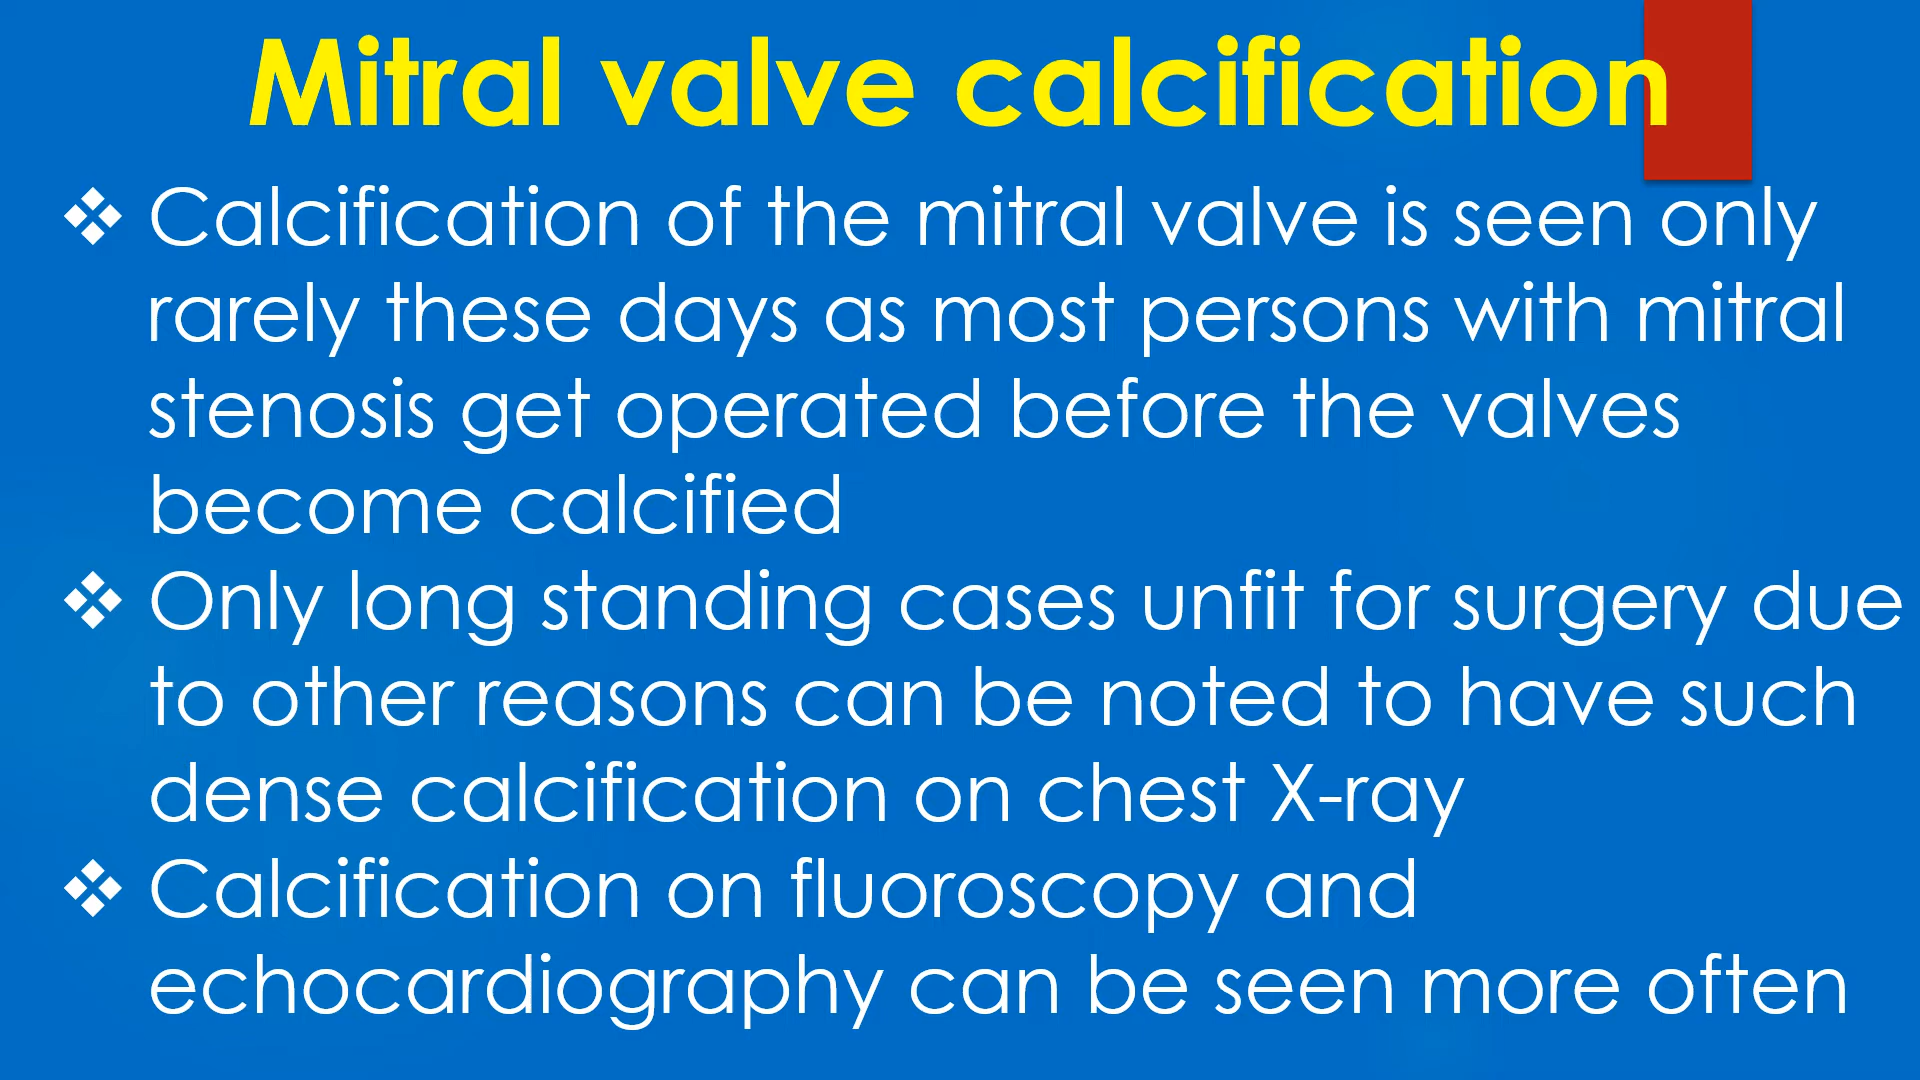 Mitral valve calcification
❖ Calcification of the mitral valve is seen only
rarely these days as most persons with mitral
stenosis get operated before the valves
become calcified
❖ Only long standing cases unfit for surgery due
to other reasons can be noted to have such
dense calcification on chest X-ray
❖ Calcification on fluoroscopy and
echocardiography can be seen more often